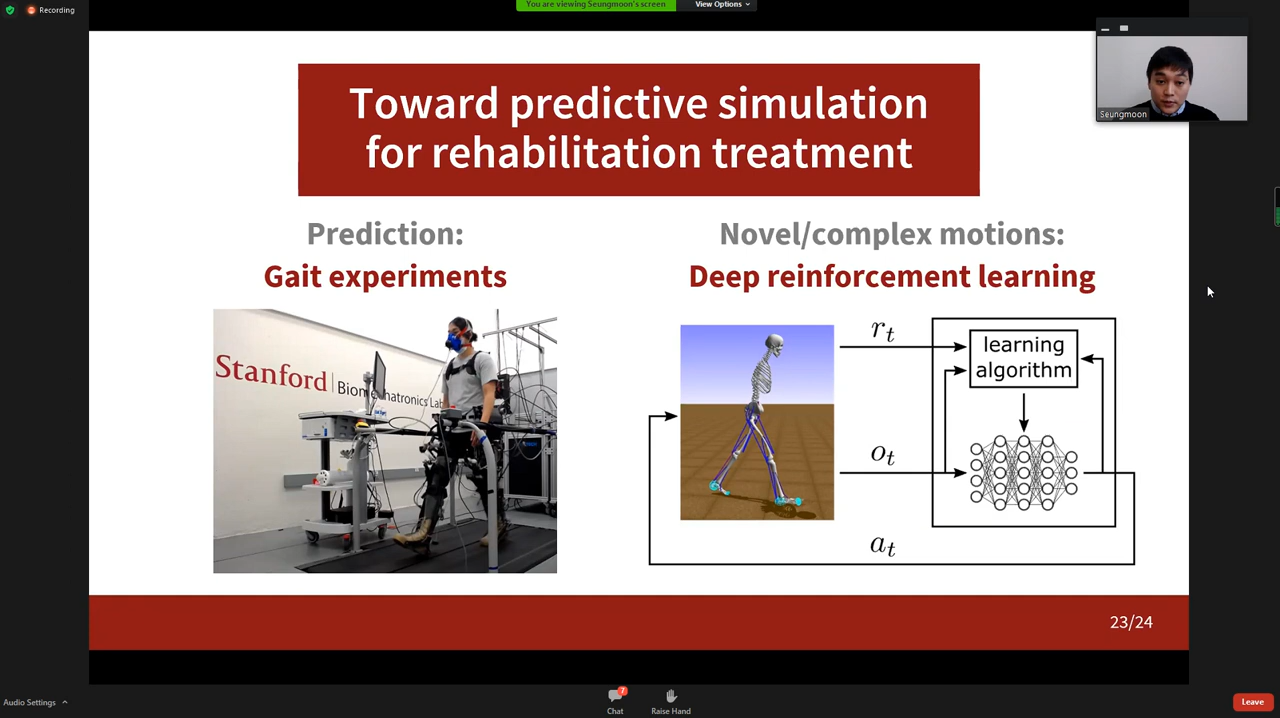 Recording
You are viewing Seungmoon's screen
View Options
Seungmoon
Toward predictive simulation
for rehabilitation treatment
Prediction:
Gait experiments
Novel/complex motions:
Deep reinforcement learning
Stanford
r_t
learning
algorithm
o_t
a_t
23/24
Audio Settings
7
Chat
Raise Hand
Leave